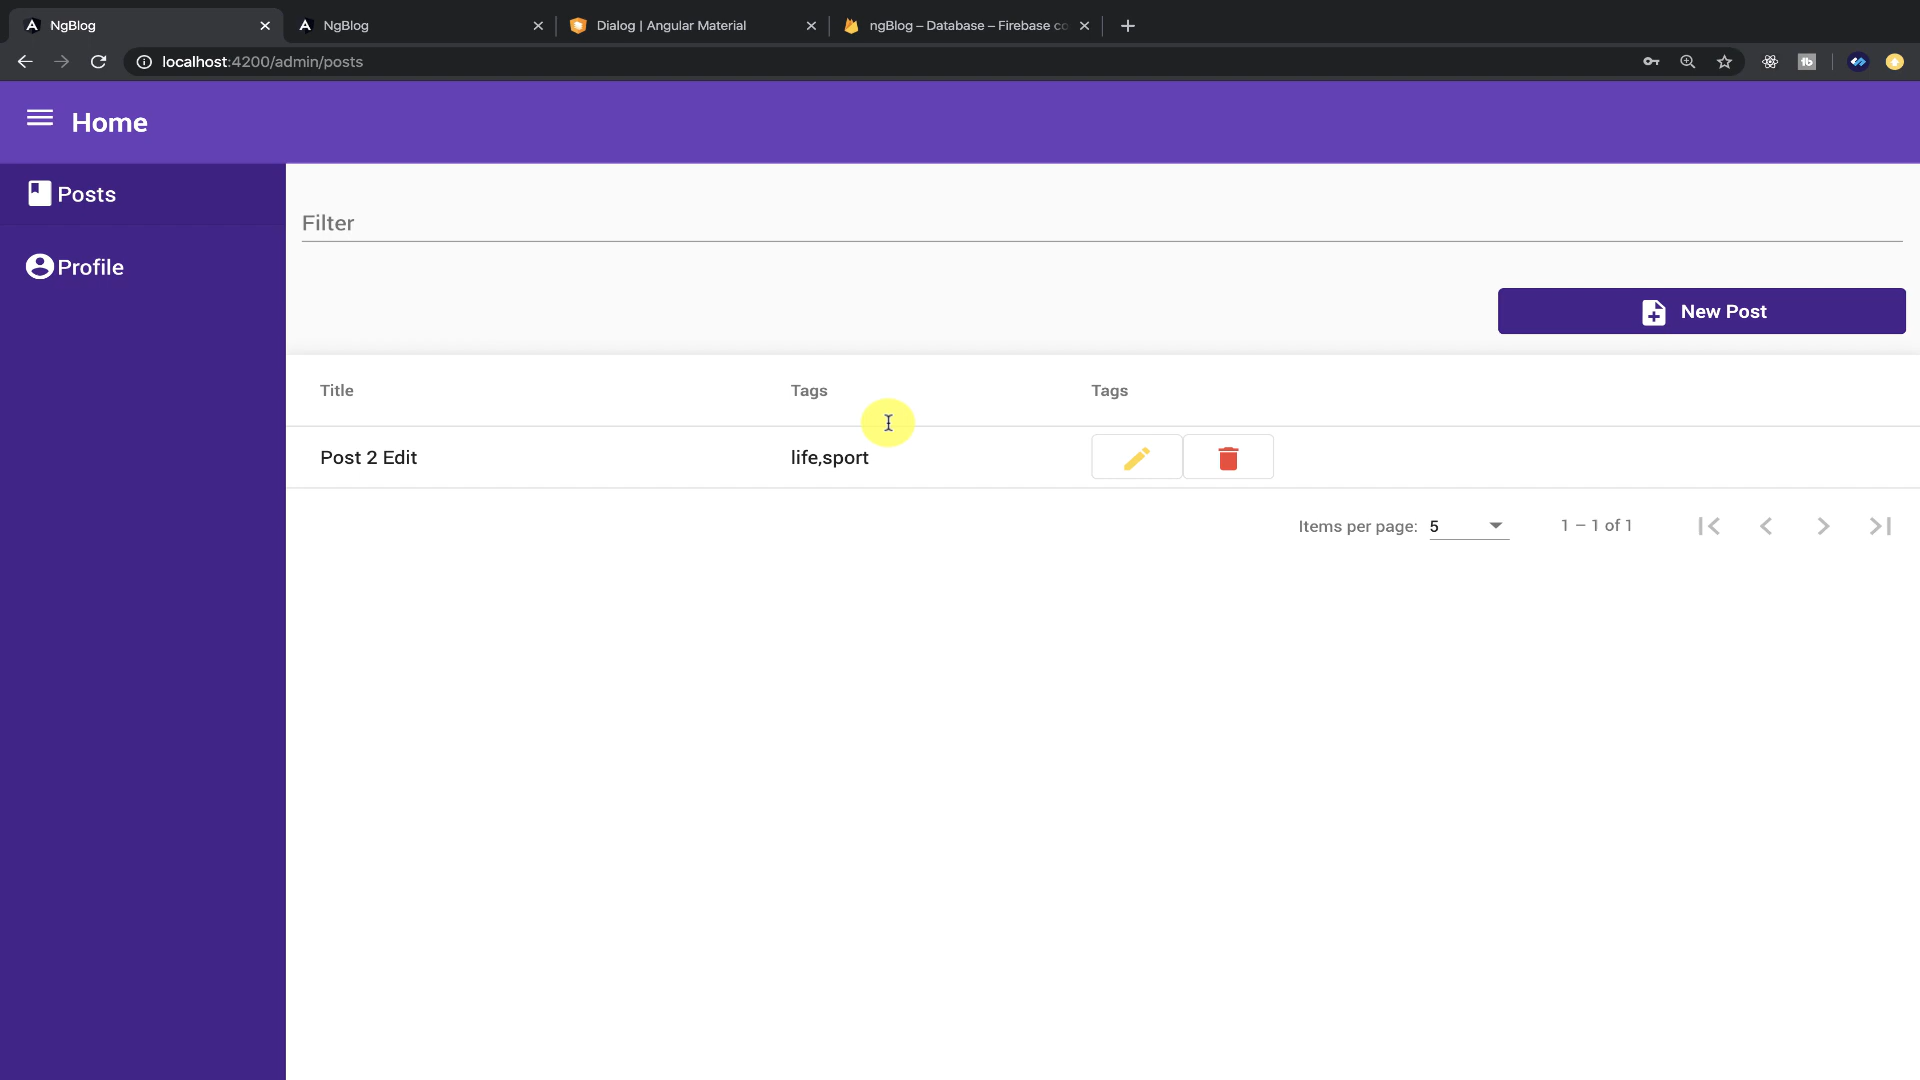 NgBlog
NgBlog
Dialog | Angular Material
ngBlog – Database – Firebase co
localhost:4200/admin/posts
Home
Posts
Profile
Filter
New Post
Title Tags Tags
Post 2 Edit life,sport
Items per page: 5 1 – 1 of 1